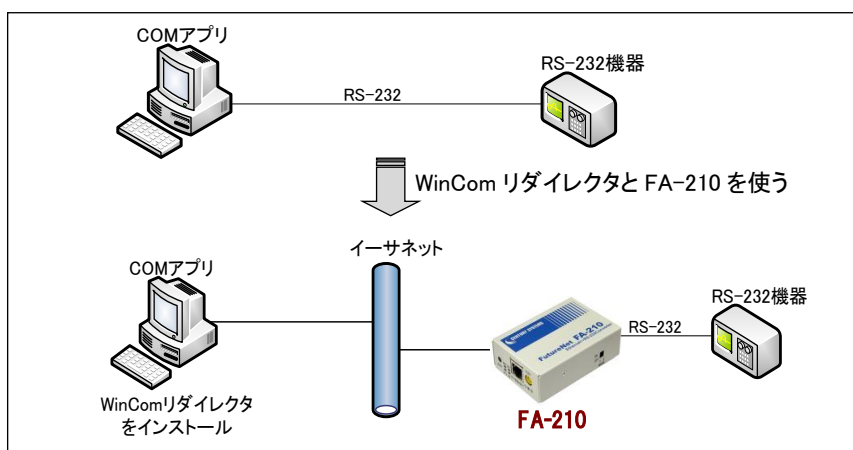 COMアプリ
RS-232機器
RS-232
WinCom リダイレクタと FA-210 を使う
イーサネット
COMアプリ
RS-232機器
RS-232
FutureNet FA-210
WinComリダイレクタ
をインストール
FA-210